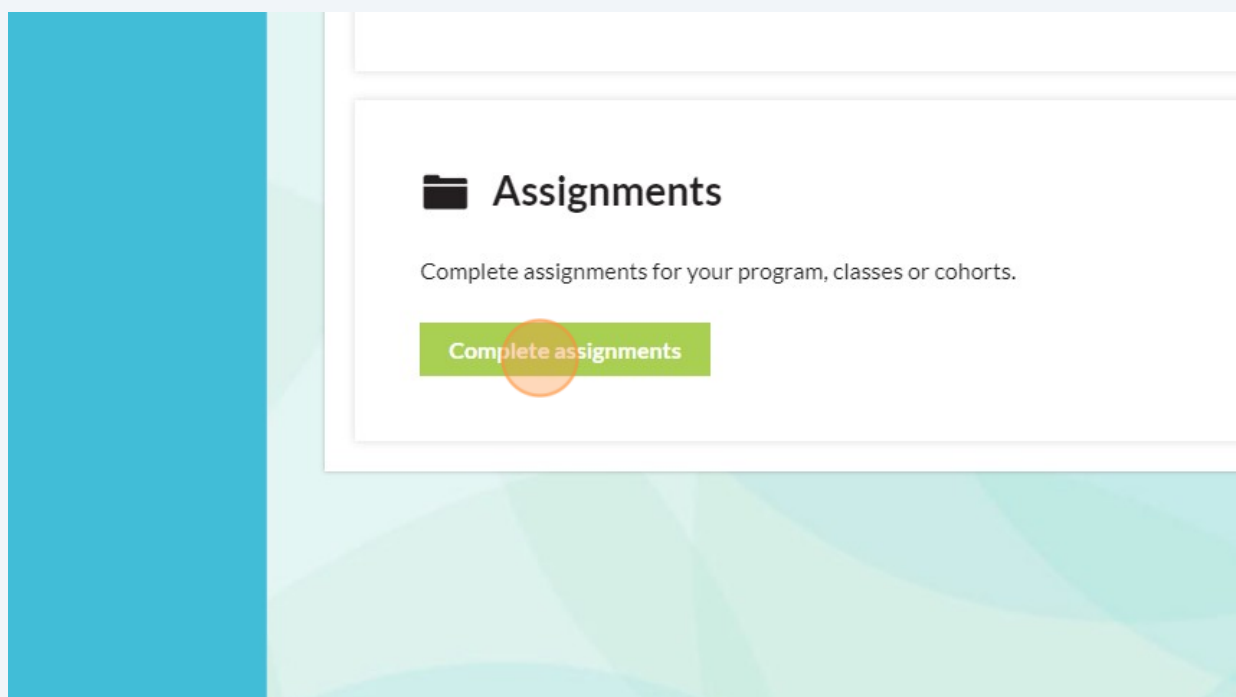 Assignments
Complete assignments for your program, classes or cohorts.
Complete assignments